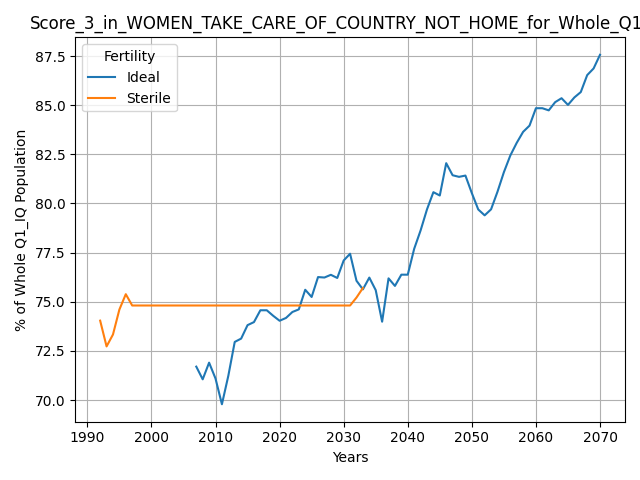 Score_3_in_WOMEN_TAKE_CARE_OF_COUNTRY_NOT_HOME_for_Whole_Q1
Fertility
Ideal
Sterile
% of Whole Q1_IQ Population
87.5
85.0
82.5
80.0
77.5
75.0
72.5
70.0
1990 2000 2010 2020 2030 2040 2050 2060 2070
Years